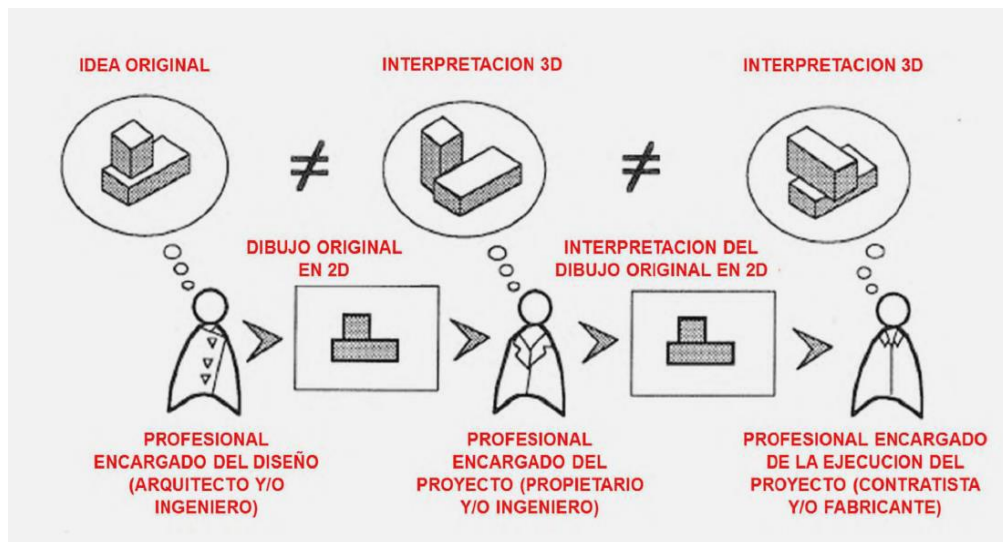 IDEA ORIGINAL
INTERPRETACION 3D
INTERPRETACION 3D
≠
≠
DIBUJO ORIGINAL
EN 2D
INTERPRETACION DEL
DIBUJO ORIGINAL EN 2D
PROFESIONAL
ENCARGADO DEL DISEÑO
(ARQUITECTO Y/O
INGENIERO)
PROFESIONAL
ENCARGADO DEL
PROYECTO (PROPIETARIO
Y/O INGENIERO)
PROFESIONAL ENCARGADO
DE LA EJECUCION DEL
PROYECTO (CONTRATISTA
Y/O FABRICANTE)